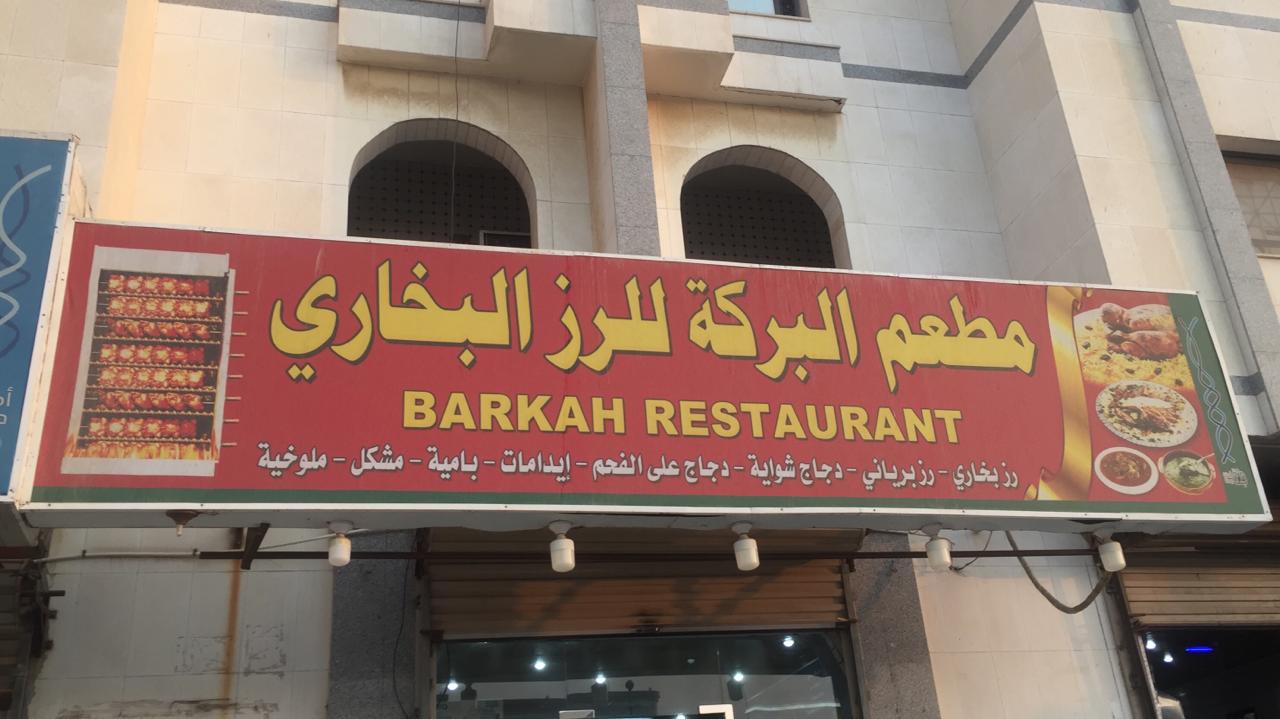 مطعم البركة للرز البخاري
BARKAH RESTAURANT
رز بخاري - رز برياني - دجاج شواية - دجاج على الفحم - إيدامات - بامية - مشكل - ملوخية